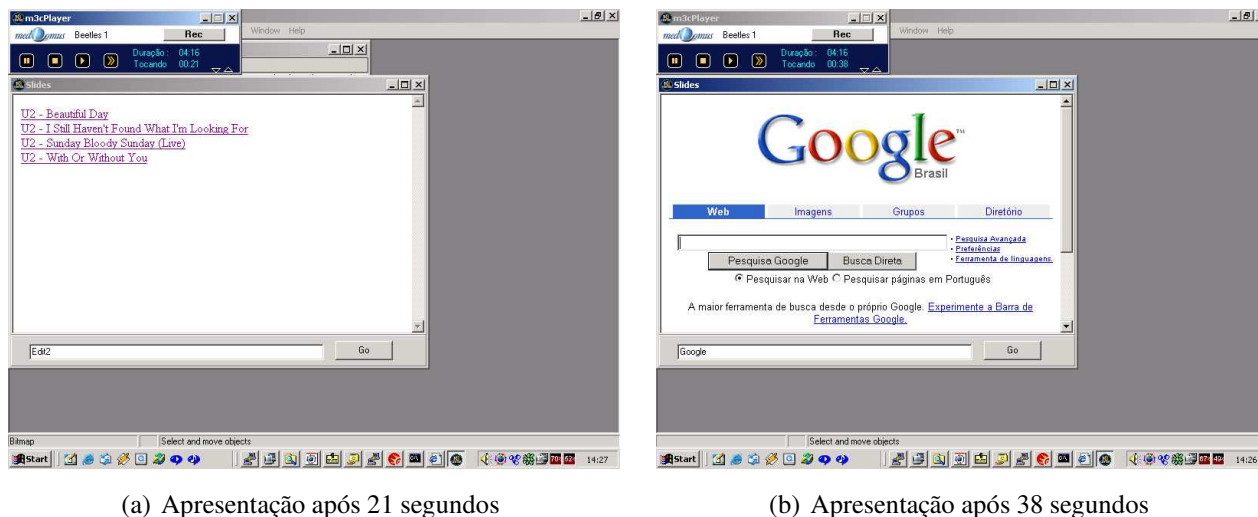 m3cPlayer
medDomus Beetles 1 Rec
Window Help
Duração : 04:16
Tocando 00:21
Slides
U2 - Beautiful Day
U2 - I Still Haven't Found What I'm Looking For
U2 - Sunday Bloody Sunday (Live)
U2 - With Or Without You
Edit2 Go
Bitmap Select and move objects
Start 14:27
(a) Apresentação após 21 segundos
m3cPlayer
medDomus Beetles 1 Rec
Window Help
Duração : 04:16
Tocando 00:38
Slides
Google™
Brasil
Web Imagens Grupos Diretório
• Pesquisa Avançada
• Preferências
• Ferramenta de linguagens.
Pesquisa Google Busca Direta
Pesquisar na Web Pesquisar páginas em Português
A maior ferramenta de busca desde o próprio Google. Experimente a Barra de
Ferramentas Google.
Google Go
Select and move objects
Start 14:26
(b) Apresentação após 38 segundos